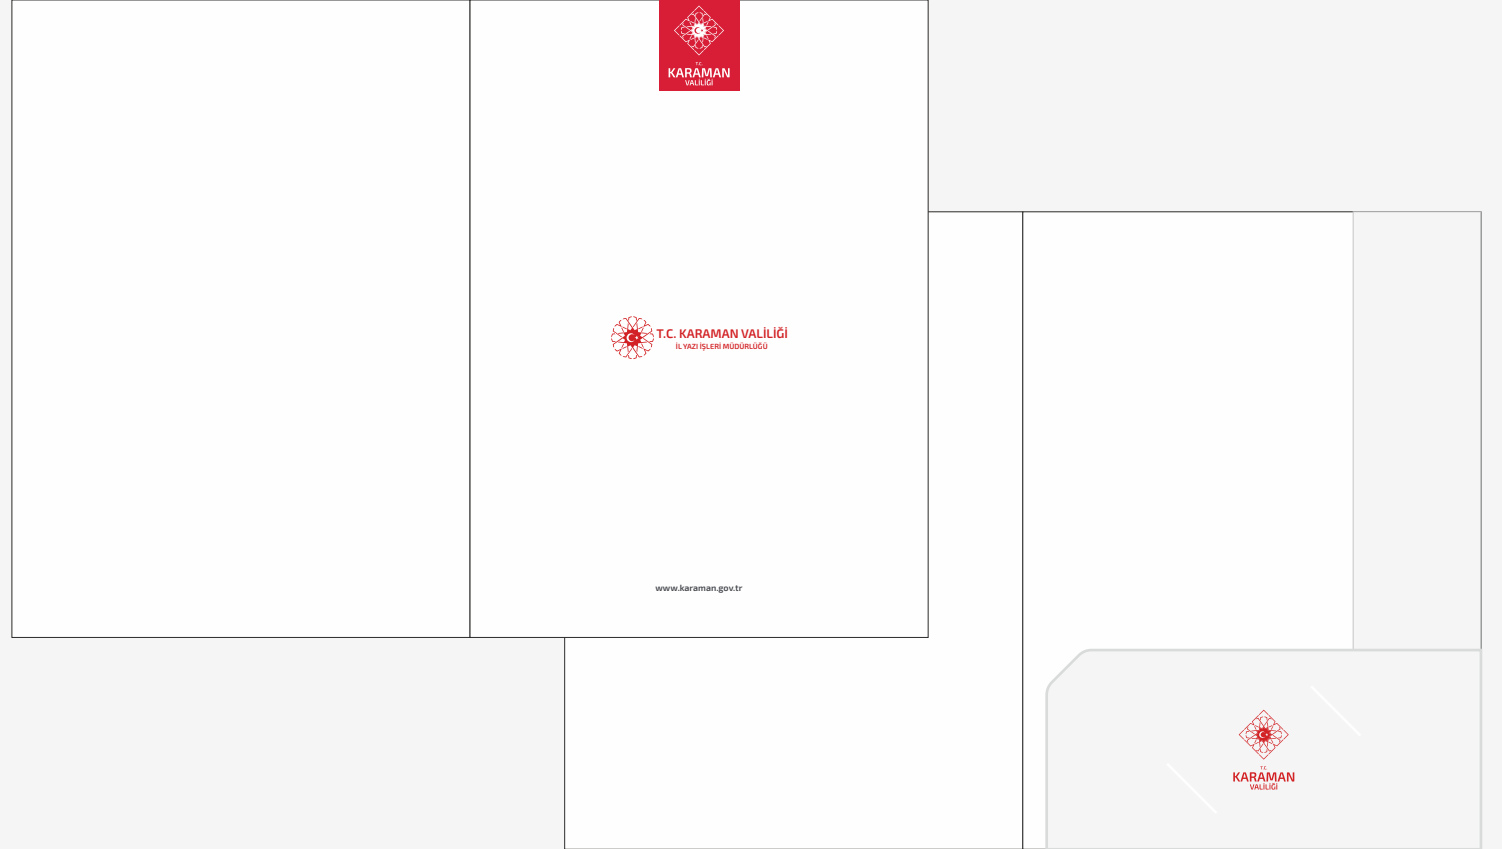 T.C.
KARAMAN
VALİLİĞİ
T.C. KARAMAN VALİLİĞİ
İL YAZI İŞLERİ MÜDÜRLÜĞÜ
www.karaman.gov.tr
T.C.
KARAMAN
VALİLİĞİ